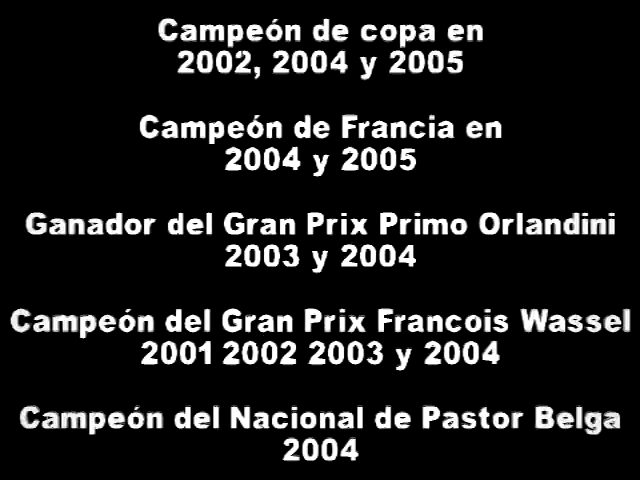 Campeón de copa en
2002, 2004 y 2005
Campeón de Francia en
2004 y 2005
Ganador del Gran Prix Primo Orlandini
2003 y 2004
Campeón del Gran Prix Francois Wassel
2001 2002 2003 y 2004
Campeón del Nacional de Pastor Belga
2004